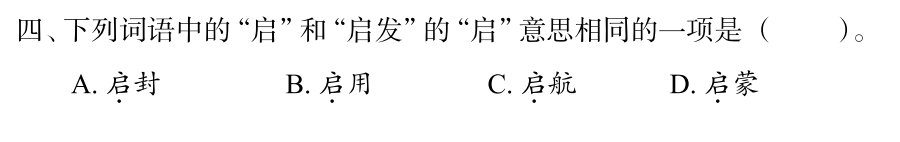 四、下列词语中的“启”和“启发”的“启”意思相同的一项是（  ）。
A. 启封 B. 启用 C. 启航 D. 启蒙